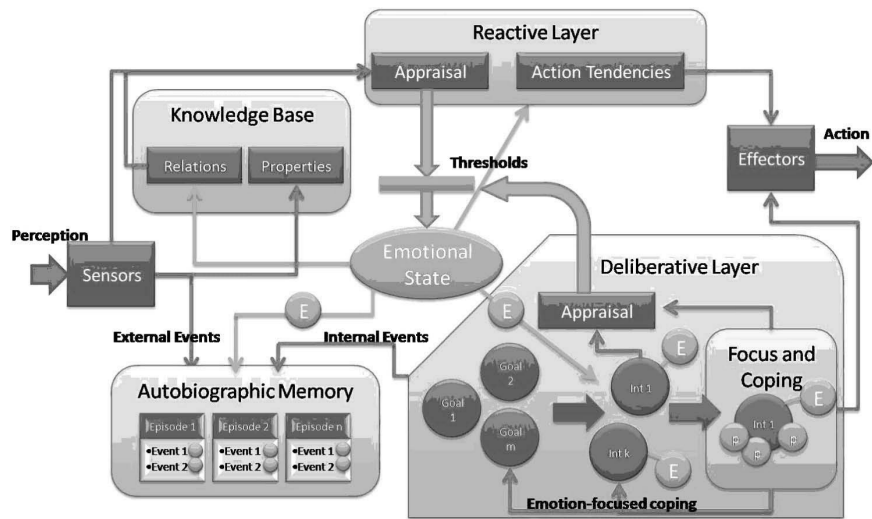 Reactive Layer
Appraisal
Action Tendencies
Knowledge Base
Relations
Properties
Thresholds
Effectors
Action
Perception
Sensors
Emotional
State
Deliberative Layer
E
E
Appraisal
External Events
Internal Events
E
Focus and
Coping
Autobiographic Memory
Goal
2
Int 1
Goal
1
E
Int 1
Episode 1
Episode 2
Episode n
Goal
m
•Event 1
•Event 1
•Event 1
Int k
E
•Event 2
•Event 2
•Event 2
Emotion-focused coping